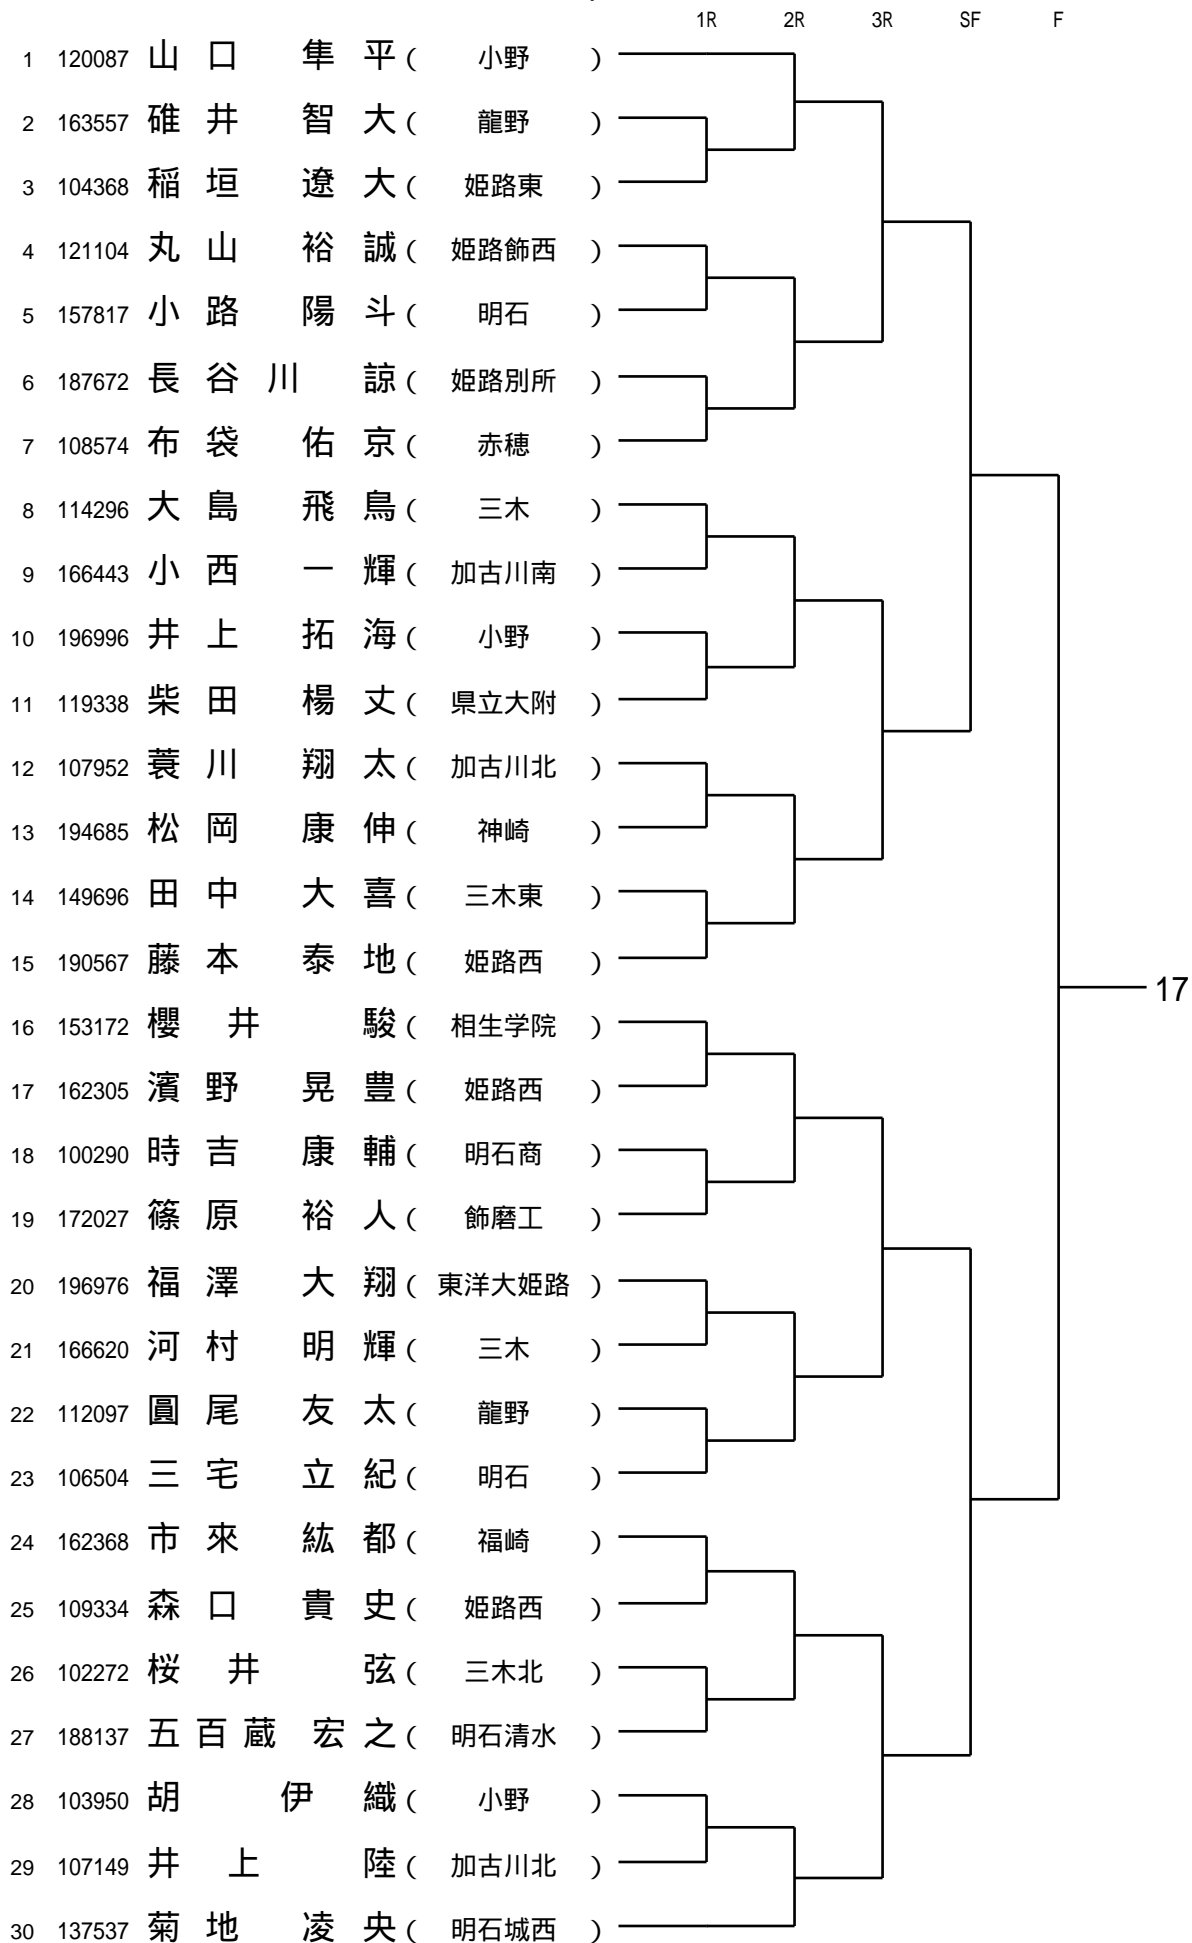 1R 2R 3R SF F
1 120087 山口 隼平 ( 小野 )
2 163557 碓井 智大 ( 龍野 )
3 104368 稲垣 遼大 ( 姫路東 )
4 121104 丸山 裕誠 ( 姫路飾西 )
5 157817 小路 陽斗 ( 明石 )
6 187672 長谷川 諒 ( 姫路別所 )
7 108574 布袋 佑京 ( 赤穂 )
8 114296 大島 飛鳥 ( 三木 )
9 166443 小西 一輝 ( 加古川南 )
10 196996 井上 拓海 ( 小野 )
11 119338 柴田 楊丈 ( 県立大附 )
12 107952 蓑川 翔太 ( 加古川北 )
13 194685 松岡 康伸 ( 神崎 )
14 149696 田中 大喜 ( 三木東 )
15 190567 藤本 泰地 ( 姫路西 )
17
16 153172 櫻井 駿 ( 相生学院 )
17 162305 濱野 晃豊 ( 姫路西 )
18 100290 時吉 康輔 ( 明石商 )
19 172027 篠原 裕人 ( 飾磨工 )
20 196976 福澤 大翔 ( 東洋大姫路 )
21 166620 河村 明輝 ( 三木 )
22 112097 圓尾 友太 ( 龍野 )
23 106504 三宅 立紀 ( 明石 )
24 162368 市來 紘都 ( 福崎 )
25 109334 森口 貴史 ( 姫路西 )
26 102272 桜井 弦 ( 三木北 )
27 188137 五百蔵 宏之 ( 明石清水 )
28 103950 胡 伊織 ( 小野 )
29 107149 井上 陸 ( 加古川北 )
30 137537 菊地 凌央 ( 明石城西 )